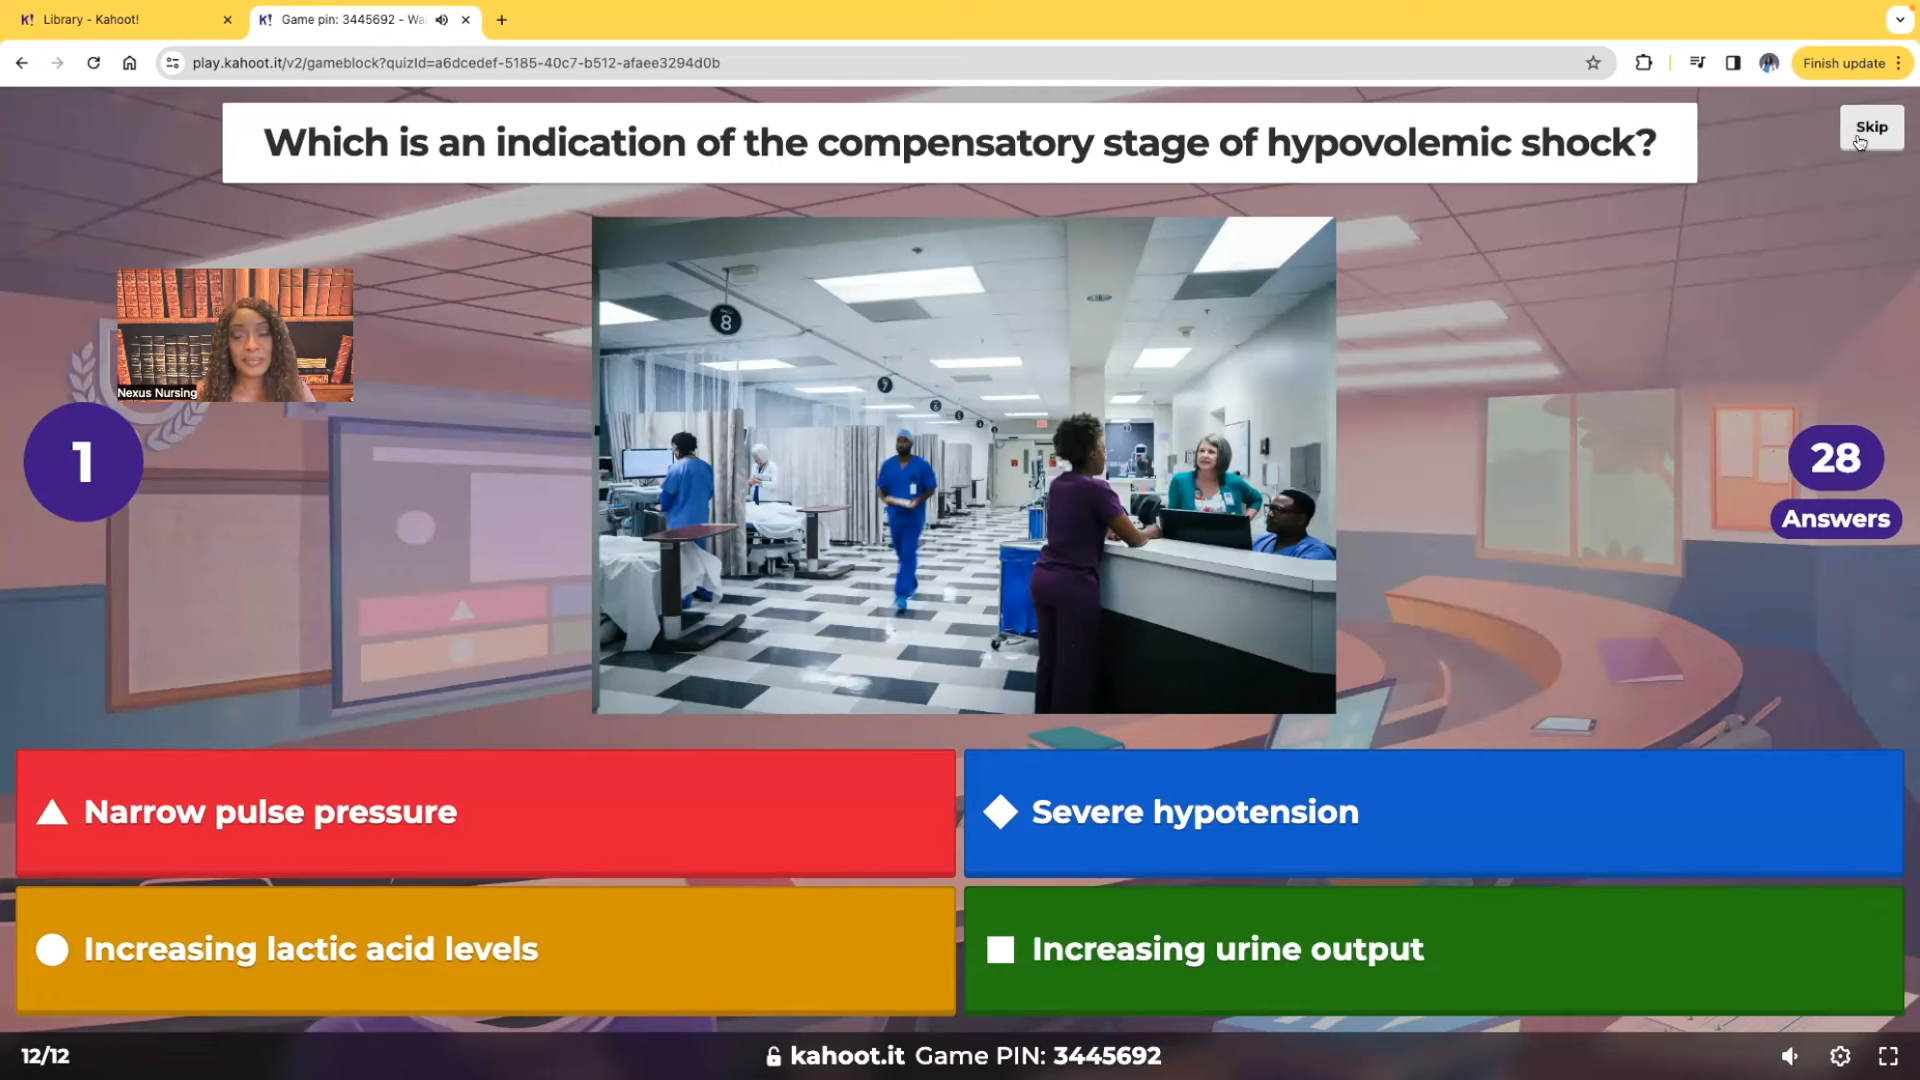 Library - Kahoot!
Game pin: 3445692 - Wa
play.kahoot.it/v2/gameblock?quizId=a6dcedef-5185-40c7-b512-afaee3294d0b
Finish update
Which is an indication of the compensatory stage of hypovolemic shock?
Skip
8
7
Nexus Nursing
1
28
Answers
Narrow pulse pressure
Severe hypotension
Increasing lactic acid levels
Increasing urine output
12/12
kahoot.it Game PIN: 3445692